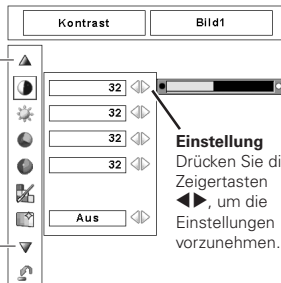 Kontrast Bild1
32
32
32
32
Aus
Einstellung
Drücken Sie di
Zeigertasten
◀▶, um die
Einstellungen
vorzunehmen.